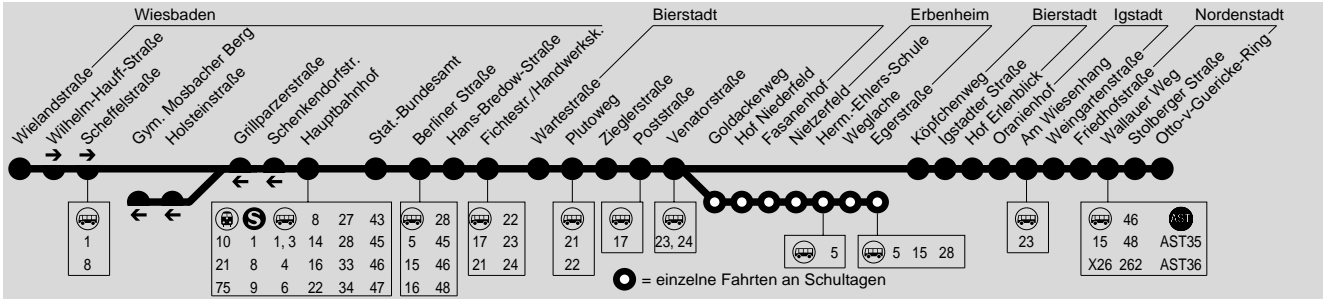 Wiesbaden
Bierstadt
Erbenheim
Bierstadt
Igstadt
Nordenstadt
Wielandstraße
Wilhelm-Hauff-Straße
Scheffelstraße
Gym. Mosbacher Berg
Holsteinstraße
Grillparzerstraße
Schenkendorfstr.
Hauptbahnhof
Stat.-Bundesamt
Berliner Straße
Hans-Bredow-Straße
Fichtestr./Handwerksk.
Wartestraße
Plutoweg
Zieglerstraße
Poststraße
Venatorstraße
Goldackerweg
Hof Niederfeld
Fasanenhof
Nietzerfeld
Herm.-Ehlers-Schule
Weglache
Egerstraße
Köpfchenweg
Igstadter Straße
Hof Erlenblick
Oranienhof
Am Wiesenhang
Weingartenstraße
Friedhofstraße
Wallauer Weg
Stolberger Straße
Otto-v-Guericke-Ring
1
8
S 8 27 43
10 1 1, 3 14 28 45
21 8 4 16 33 46
75 9 6 22 34 47
28
5 45
15 46
16 48
22
17 23
21 24
21
22
17
23, 24
5
5 15 28
23
46 AST
15 48 AST35
X26 262 AST36
= einzelne Fahrten an Schultagen